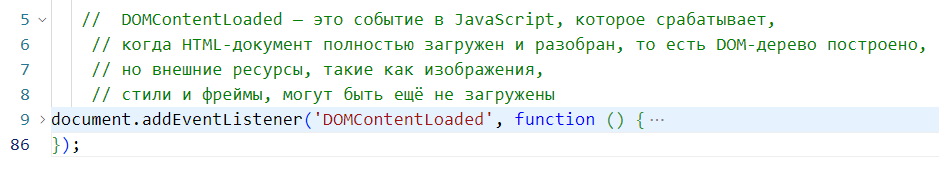 5 // DOMContentLoaded — это событие в JavaScript, которое срабатывает,
6 // когда HTML-документ полностью загружен и разобран, то есть DOM-дерево построено,
7 // но внешние ресурсы, такие как изображения,
8 // стили и фреймы, могут быть ещё не загружены
9 document.addEventListener('DOMContentLoaded', function () { ···
86 });